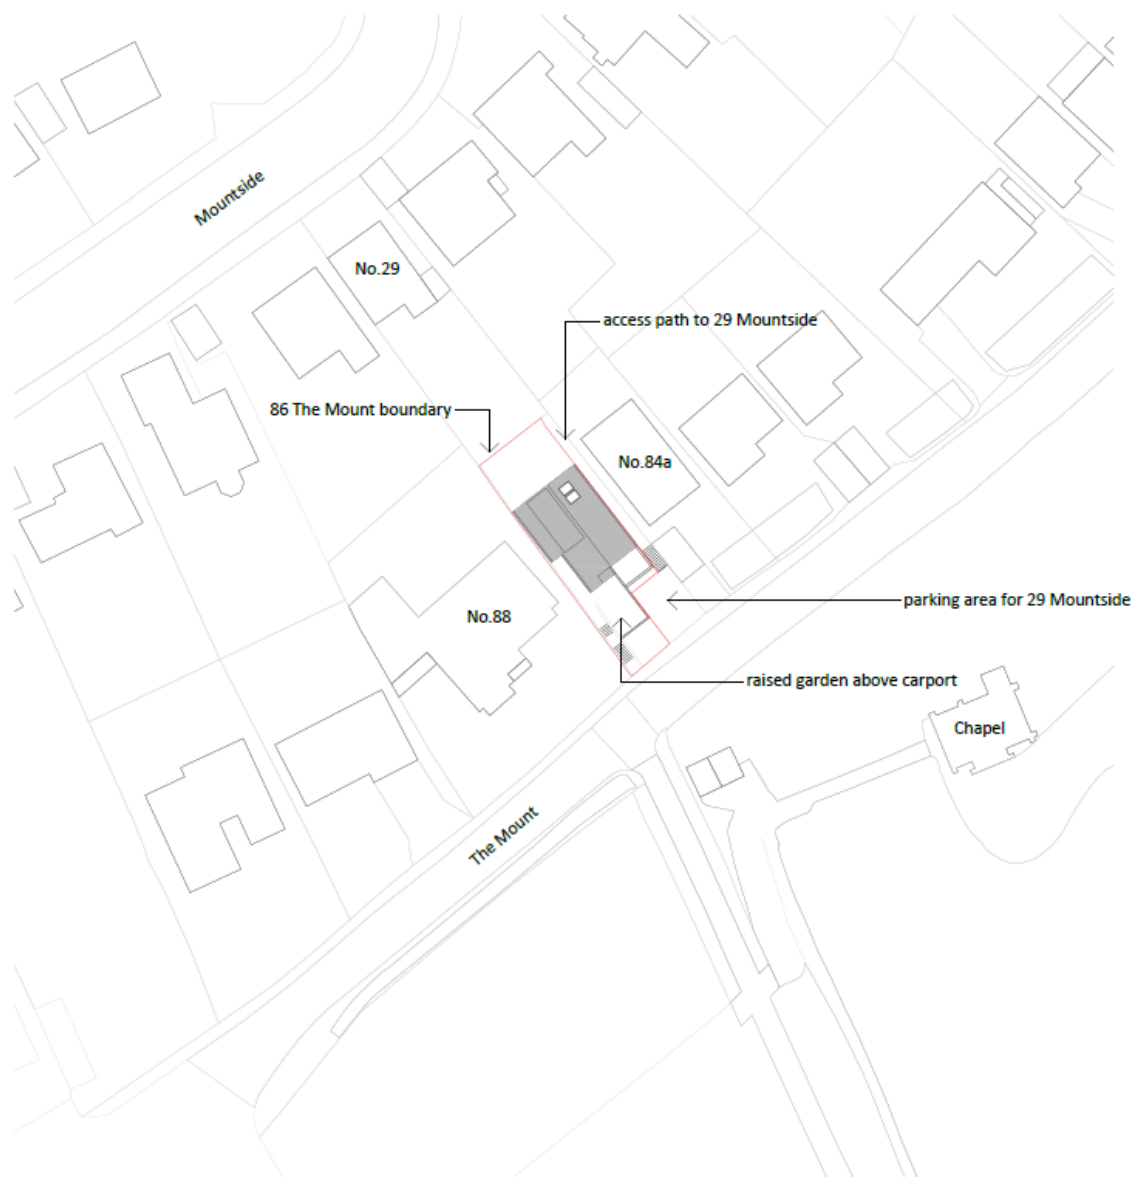 Mountside
No.29
access path to 29 Mountside
86 The Mount boundary
No.84a
parking area for 29 Mountside
No.88
raised garden above carport
Chapel
The Mount